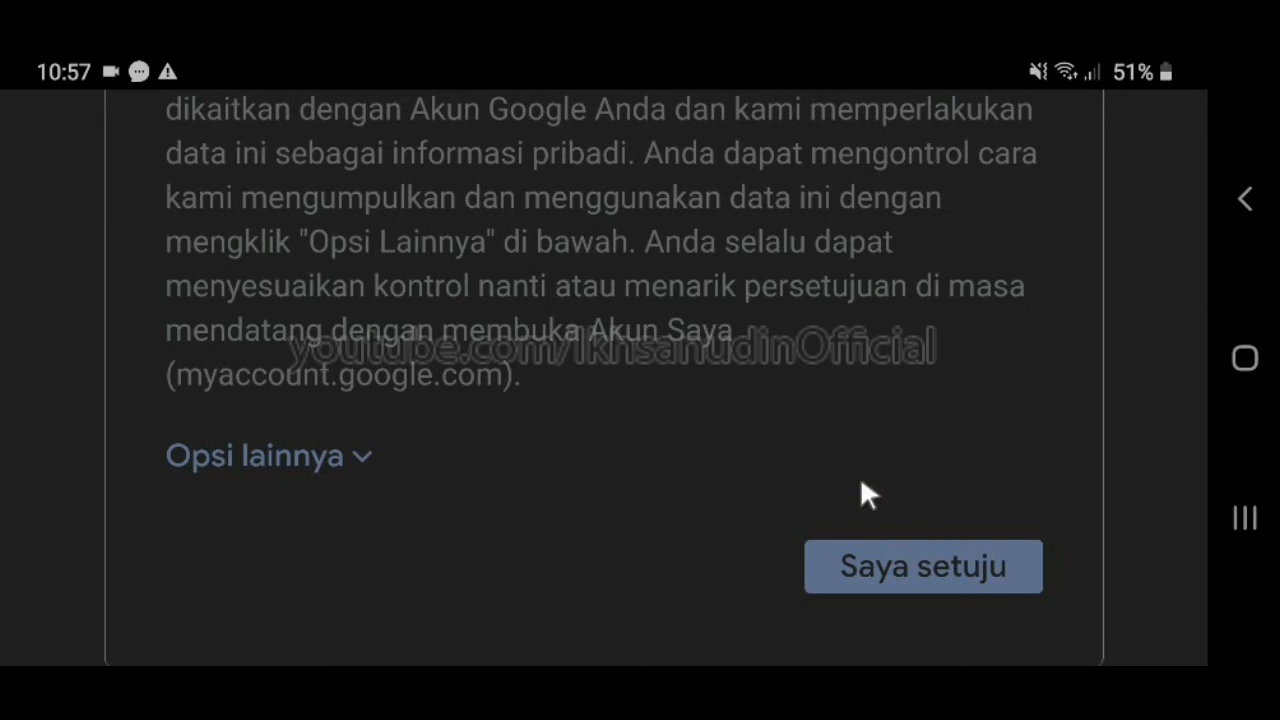 10:57
51%
dikaitkan dengan Akun Google Anda dan kami memperlakukan
data ini sebagai informasi pribadi. Anda dapat mengontrol cara
kami mengumpulkan dan menggunakan data ini dengan
mengklik "Opsi Lainnya" di bawah. Anda selalu dapat
menyesuaikan kontrol nanti atau menarik persetujuan di masa
mendatang dengan membuka Akun Saya
youtube.com/IkhsanudinOfficial
(myaccount.google.com).
Opsi lainnya
Saya setuju